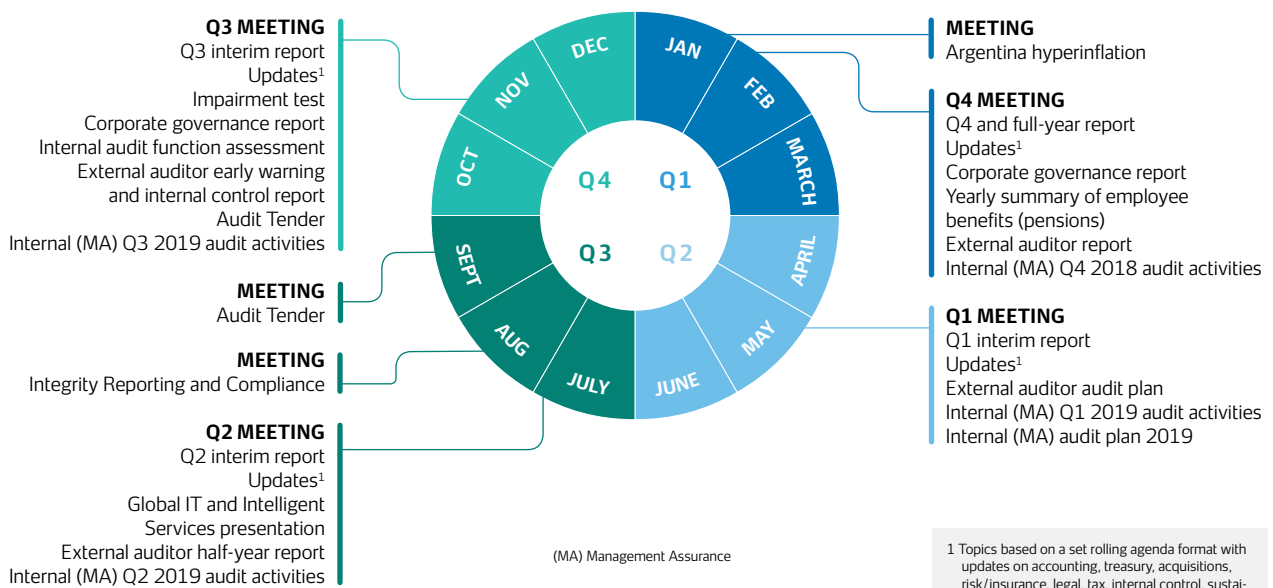 Q3 MEETING
Q3 interim report
Updates¹
Impairment test
Corporate governance report
Internal audit function assessment
External auditor early warning
and internal control report
Audit Tender
Internal (MA) Q3 2019 audit activities
MEETING
Audit Tender
MEETING
Integrity Reporting and Compliance
Q2 MEETING
Q2 interim report
Updates¹
Global IT and Intelligent
Services presentation
External auditor half-year report
Internal (MA) Q2 2019 audit activities
JAN
FEB
MARCH
APRIL
MAY
JUNE
JULY
AUG
SEPT
OCT
NOV
DEC
Q4
Q1
Q3
Q2
(MA) Management Assurance
MEETING
Argentina hyperinflation
Q4 MEETING
Q4 and full-year report
Updates¹
Corporate governance report
Yearly summary of employee
benefits (pensions)
External auditor report
Internal (MA) Q4 2018 audit activities
Q1 MEETING
Q1 interim report
Updates¹
External auditor audit plan
Internal (MA) Q1 2019 audit activities
Internal (MA) audit plan 2019
1 Topics based on a set rolling agenda format with
updates on accounting, treasury, acquisitions,
risk/insurance, legal, tax, internal control, sustai-